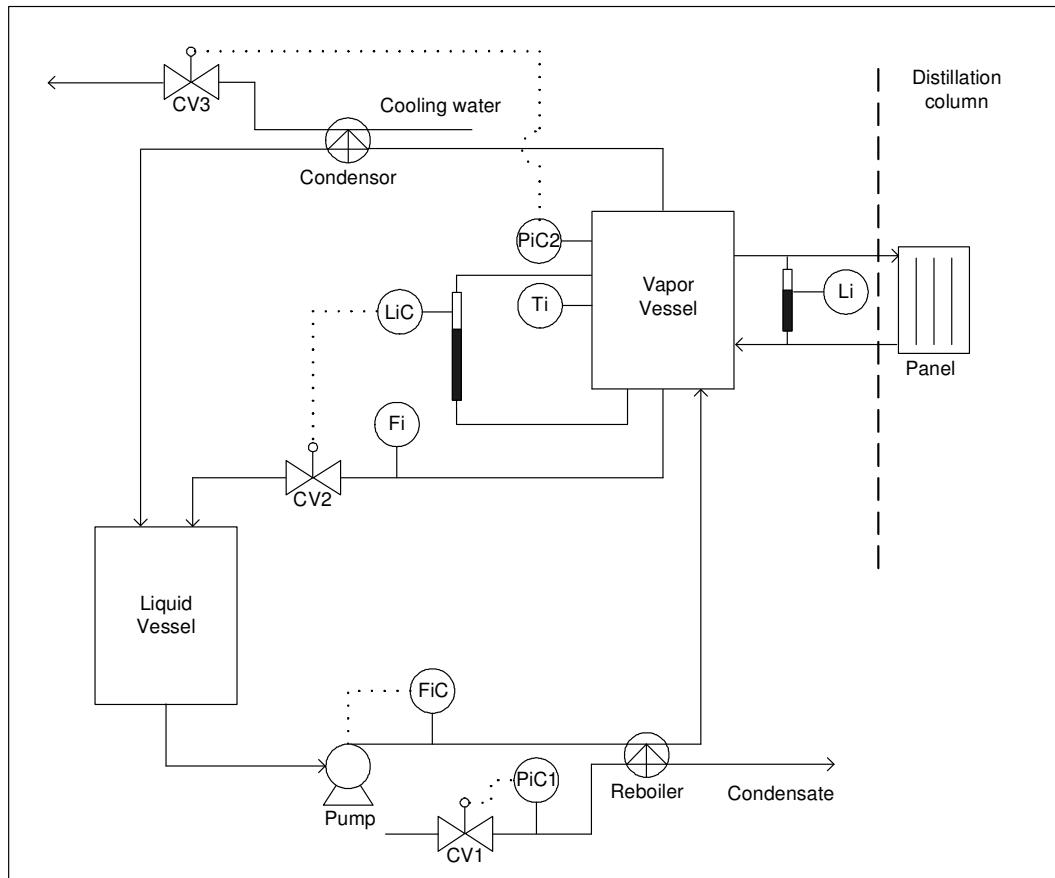 CV3
Cooling water
Distillation
column
Condensor
PiC2
Vapor
Vessel
LiC
Ti
Li
Panel
Fi
CV2
Liquid
Vessel
FiC
PiC1
Reboiler
Condensate
Pump
CV1